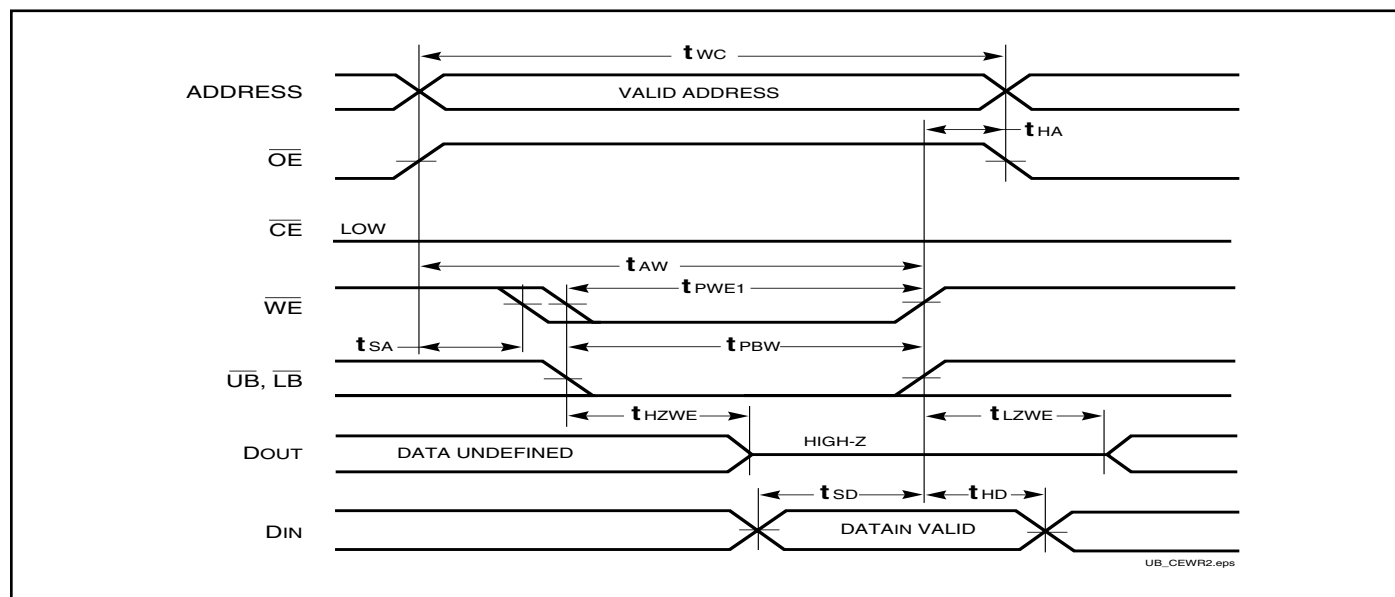 tWC
ADDRESS
VALID ADDRESS
tHA
OE
CE
LOW
tAW
tPWE1
WE
tSA
tPBW
UB, LB
tHZWE
tLZWE
HIGH-Z
DOUT
DATA UNDEFINED
tSD
tHD
DIN
DATAIN VALID
UB_CEWR2.eps